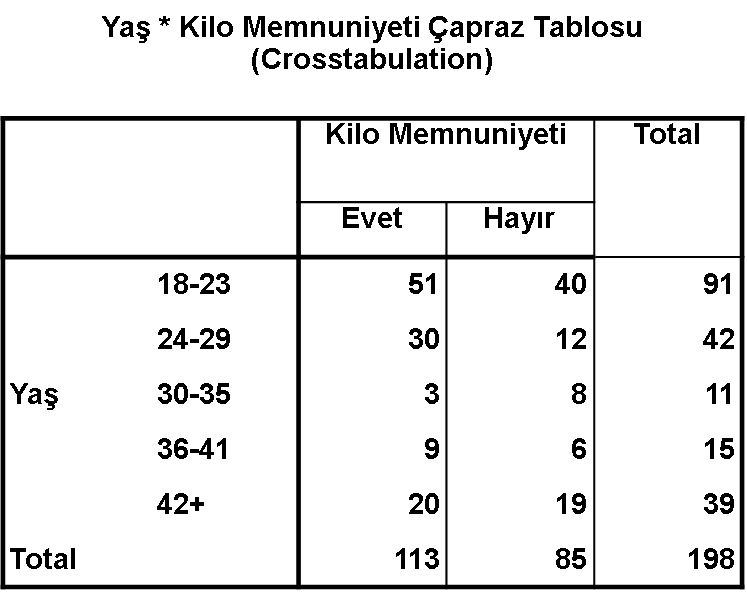 Yaş * Kilo Memnuniyeti Çapraz Tablosu
(Crosstabulation)
Kilo Memnuniyeti Total
Evet Hayır
18-23 51 40 91
24-29 30 12 42
Yaş 30-35 3 8 11
36-41 9 6 15
42+ 20 19 39
Total 113 85 198